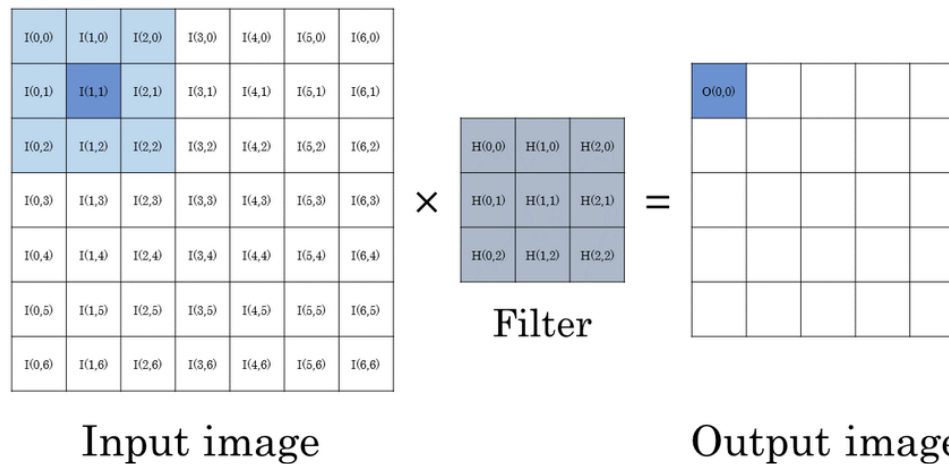 I(0,0) I(1,0) I(2,0) I(3,0) I(4,0) I(5,0) I(6,0)
I(0,1) I(1,1) I(2,1) I(3,1) I(4,1) I(5,1) I(6,1)
I(0,2) I(1,2) I(2,2) I(3,2) I(4,2) I(5,2) I(6,2)
I(0,3) I(1,3) I(2,3) I(3,3) I(4,3) I(5,3) I(6,3)
I(0,4) I(1,4) I(2,4) I(3,4) I(4,4) I(5,4) I(6,4)
I(0,5) I(1,5) I(2,5) I(3,5) I(4,5) I(5,5) I(6,5)
I(0,6) I(1,6) I(2,6) I(3,6) I(4,6) I(5,6) I(6,6)
Input image
×
H(0,0) H(1,0) H(2,0)
H(0,1) H(1,1) H(2,1)
H(0,2) H(1,2) H(2,2)
Filter
=
O(0,0)
Output image